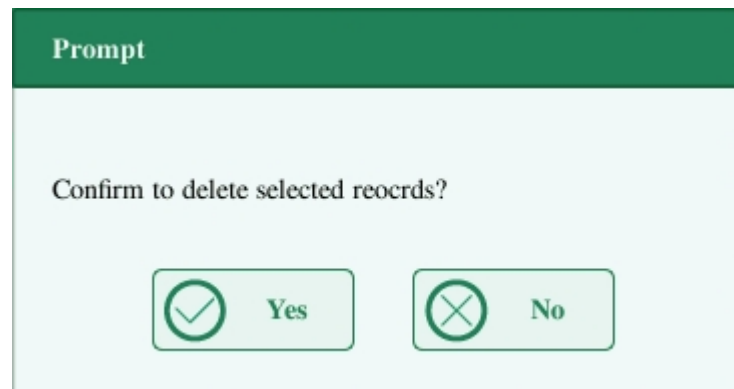 Prompt
Confirm to delete selected reocrds?
Yes No